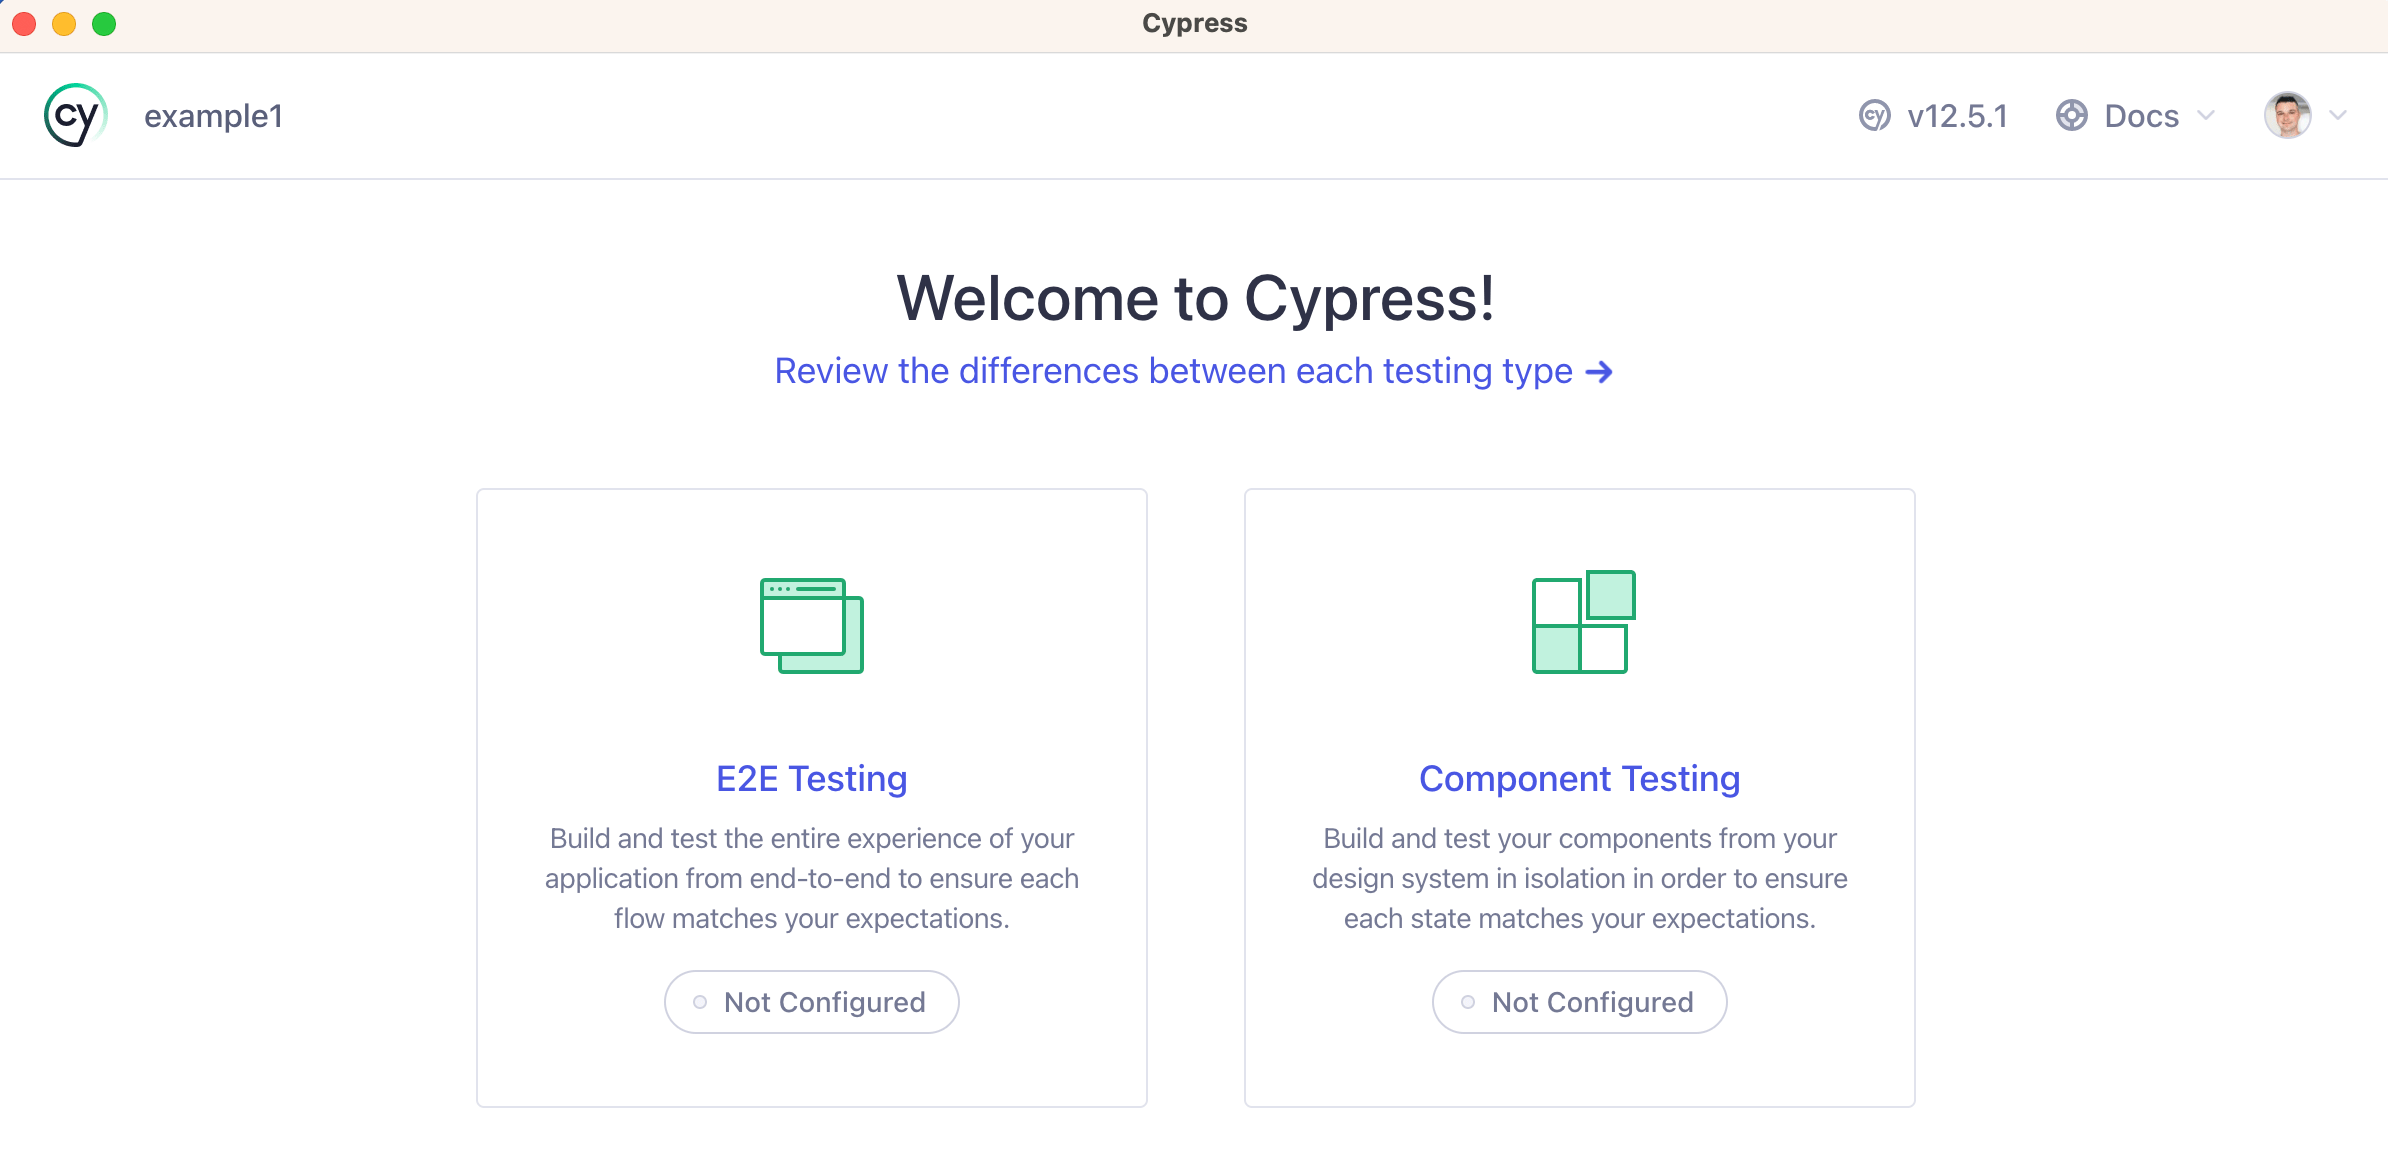 Cypress
cy example1
cy v12.5.1 Docs
Welcome to Cypress!
Review the differences between each testing type →
E2E Testing
Build and test the entire experience of your
application from end-to-end to ensure each
flow matches your expectations.
Not Configured
Component Testing
Build and test your components from your
design system in isolation in order to ensure
each state matches your expectations.
Not Configured